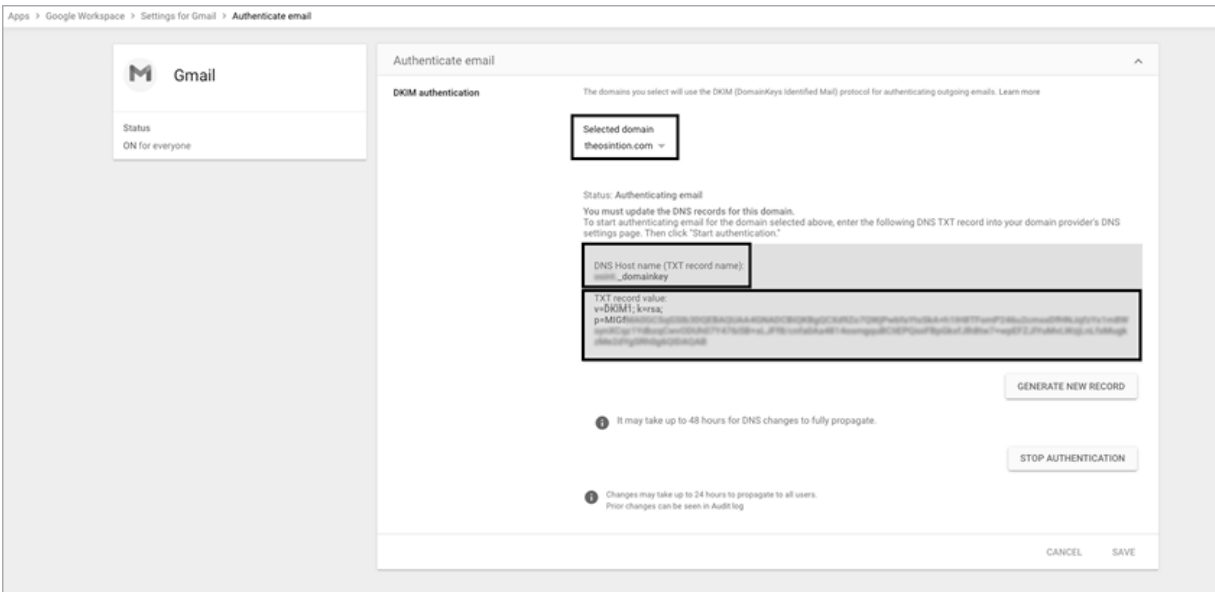 Apps > Google Workspace > Settings for Gmail > Authenticate email
Gmail
Status
ON for everyone
Authenticate email
DKIM authentication
The domains you select will use the DKIM (DomainKeys Identified Mail) protocol for authenticating outgoing emails. Learn more
Selected domain
theosintion.com
Status: Authenticating email
You must update the DNS records for this domain.
To start authenticating email for the domain selected above, enter the following DNS TXT record into your domain provider's DNS
settings page. Then click "Start authentication."
DNS Host name (TXT record name):
._domainkey
TXT record value:
v=DKIM1; k=rsa;
p=MIGf
GENERATE NEW RECORD
It may take up to 48 hours for DNS changes to fully propagate.
STOP AUTHENTICATION
Changes may take up to 24 hours to propagate to all users.
Prior changes can be seen in Audit log
CANCEL SAVE